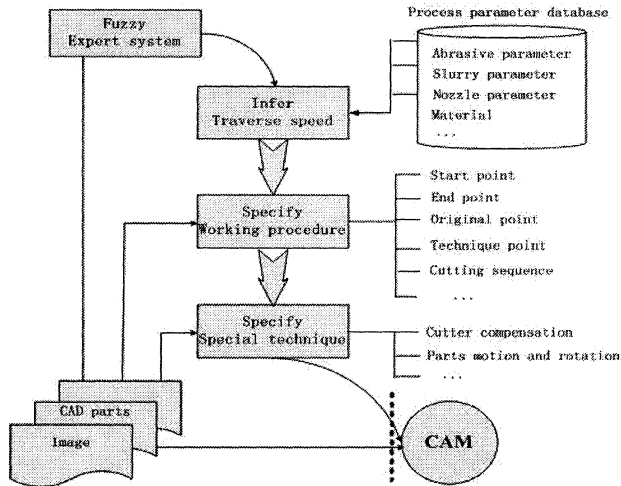 Fuzzy
Expert system
Process parameter database
Abrasive parameter
Slurry parameter
Nozzle parameter
Material
...
Infer
Traverse speed
Specify
Working procedure
Start point
End point
Original point
Technique point
Cutting sequence
...
Specify
Special technique
Cutter compensation
Parts motion and rotation
...
CAD parts
Image
CAM